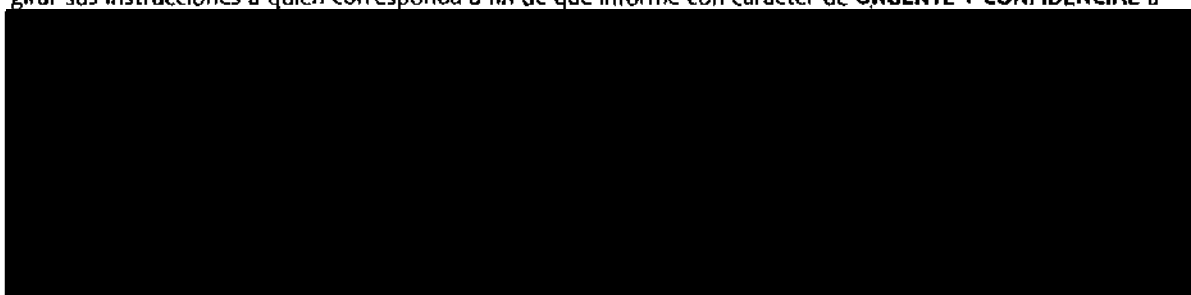 girar sus instrucciones a quien corresponda a fin de que informe con carácter de URGENTE Y CONFIDENCIAL a